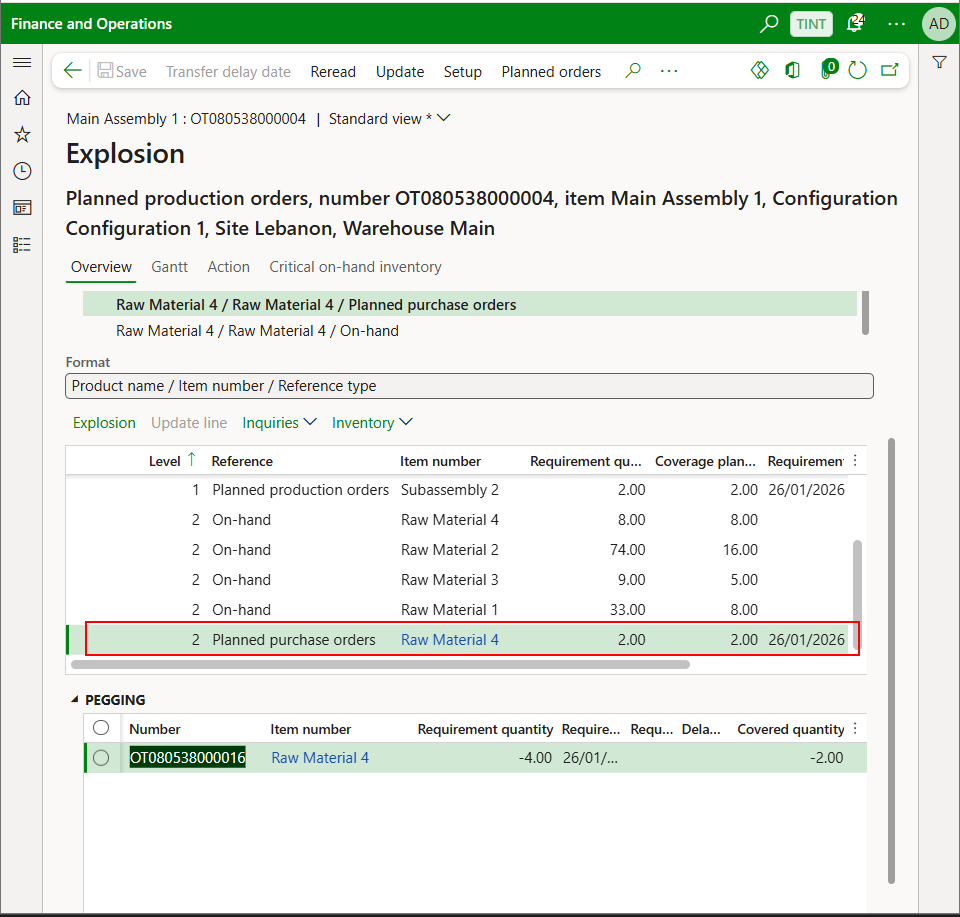 Finance and Operations
TINT
24
AD
Save
Transfer delay date
Reread
Update
Setup
Planned orders
0
Main Assembly 1 : OT080538000004 | Standard view *
Explosion
Planned production orders, number OT080538000004, item Main Assembly 1, Configuration
Configuration 1, Site Lebanon, Warehouse Main
Overview Gantt Action Critical on-hand inventory
Raw Material 4 / Raw Material 4 / Planned purchase orders
Raw Material 4 / Raw Material 4 / On-hand
Format
Product name / Item number / Reference type
Explosion Update line Inquiries Inventory
Level Reference Item number Requirement qu... Coverage plan... Requirement
1 Planned production orders Subassembly 2 2.00 2.00 26/01/2026
2 On-hand Raw Material 4 8.00 8.00
2 On-hand Raw Material 2 74.00 16.00
2 On-hand Raw Material 3 9.00 5.00
2 On-hand Raw Material 1 33.00 8.00
2 Planned purchase orders Raw Material 4 2.00 2.00 26/01/2026
PEGGING
Number Item number Requirement quantity Require... Requ... Dela... Covered quantity
OT080538000016 Raw Material 4 -4.00 26/01/... -2.00